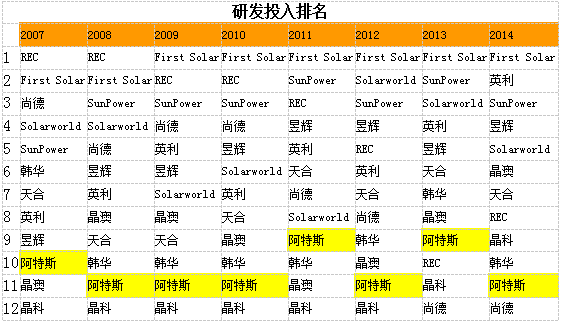 研发投入排名
2007 2008 2009 2010 2011 2012 2013 2014
1 REC REC First Solar First Solar First Solar First Solar First Solar First Solar
2 First Solar First Solar REC REC SunPower Solarworld SunPower 英利
3 尚德 SunPower SunPower SunPower REC SunPower Solarworld SunPower
4 Solarworld Solarworld 尚德 尚德 昱辉 昱辉 英利 昱辉
5 SunPower 尚德 英利 昱辉 英利 REC 昱辉 Solarworld
6 韩华 昱辉 昱辉 Solarworld 天合 英利 天合 晶澳
7 天合 英利 Solarworld 英利 尚德 天合 韩华 天合
8 英利 晶澳 晶澳 天合 Solarworld 尚德 晶澳 REC
9 昱辉 天合 天合 晶澳 阿特斯 韩华 阿特斯 晶科
10 阿特斯 韩华 韩华 韩华 韩华 晶澳 REC 韩华
11 晶澳 阿特斯 阿特斯 阿特斯 晶澳 阿特斯 晶科 阿特斯
12 晶科 晶科 晶科 晶科 晶科 晶科 尚德 尚德